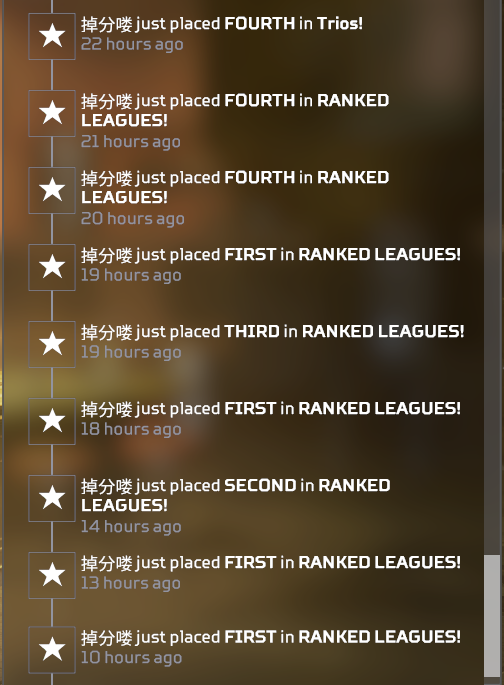 掉分喽 just placed FOURTH in Trios!
22 hours ago
掉分喽 just placed FOURTH in RANKED
LEAGUES!
21 hours ago
掉分喽 just placed FOURTH in RANKED
LEAGUES!
20 hours ago
掉分喽 just placed FIRST in RANKED LEAGUES!
19 hours ago
掉分喽 just placed THIRD in RANKED LEAGUES!
19 hours ago
掉分喽 just placed FIRST in RANKED LEAGUES!
18 hours ago
掉分喽 just placed SECOND in RANKED
LEAGUES!
14 hours ago
掉分喽 just placed FIRST in RANKED LEAGUES!
13 hours ago
掉分喽 just placed FIRST in RANKED LEAGUES!
10 hours ago